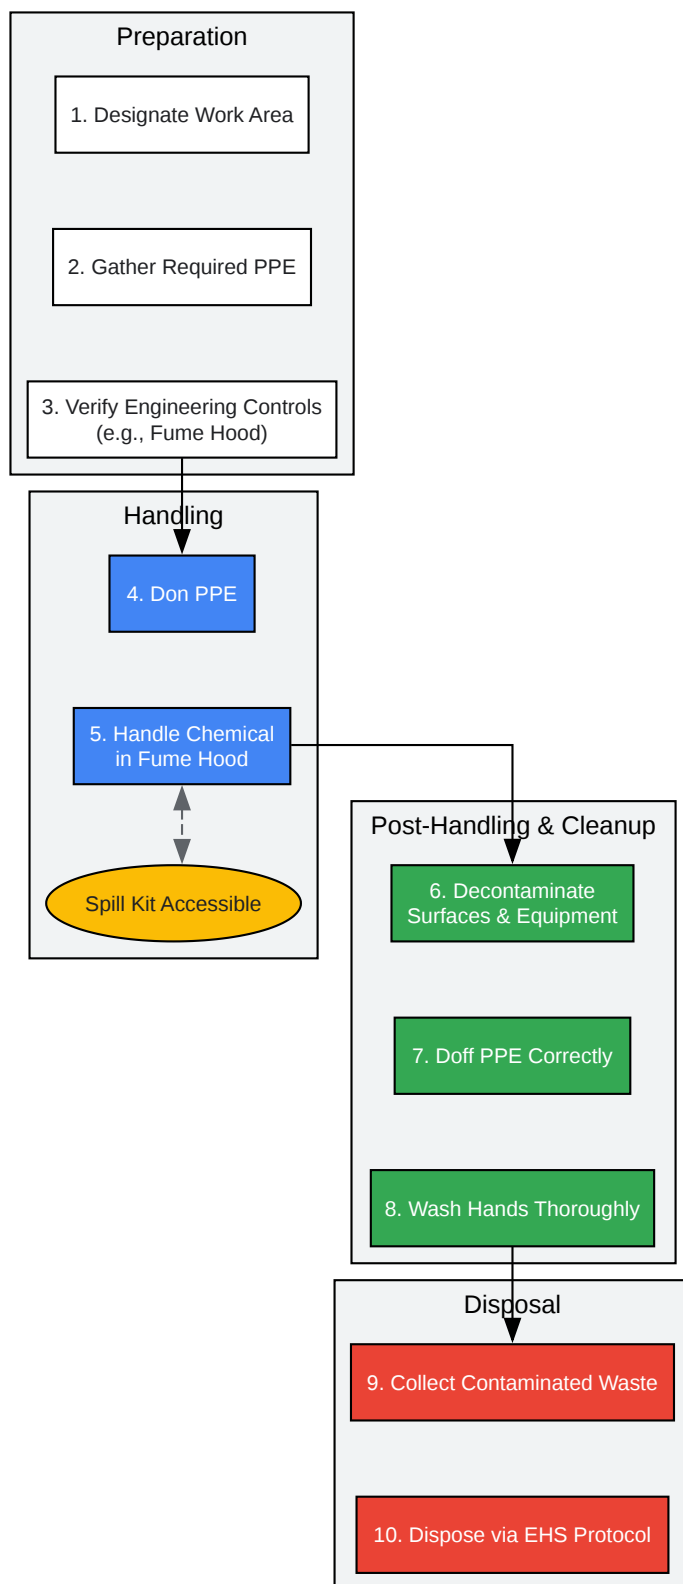 Preparation
1. Designate Work Area
2. Gather Required PPE
3. Verify Engineering Controls
(e.g., Fume Hood)
Handling
4. Don PPE
5. Handle Chemical
in Fume Hood
Spill Kit Accessible
Post-Handling & Cleanup
6. Decontaminate
Surfaces & Equipment
7. Doff PPE Correctly
8. Wash Hands Thoroughly
Disposal
9. Collect Contaminated Waste
10. Dispose via EHS Protocol